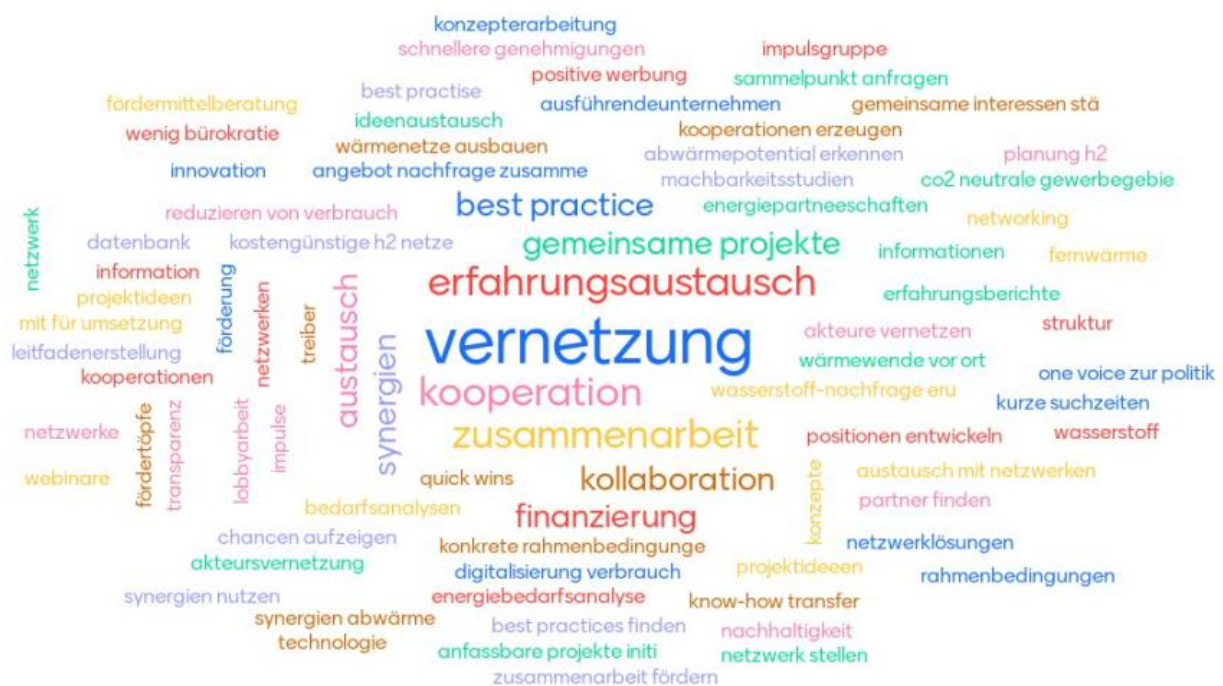 konzepterarbeitung
schnellere genehmigungen
impulsgruppe
positive werbung
sammelpunkt anfragen
best practise
fördermittelberatung
ausführendeunternehmen
gemeinsame interessen stä
ideenaustausch
wenig bürokratie
kooperationen erzeugen
wärmenetze ausbauen
abwärmepotential erkennen
planung h2
innovation
angebot nachfrage zusamme
machbarkeitsstudien
co2 neutrale gewerbegebie
netzwerk
reduzieren von verbrauch
best practice
energiepartneeschaften
networking
datenbank
kostengünstige h2 netze
gemeinsame projekte
informationen
fernwärme
information
förderung
netzwerken
treiber
austausch
erfahrungsaustausch
erfahrungsberichte
projektideen
mit für umsetzung
synergien
vernetzung
akteure vernetzen
struktur
leitfadenerstellung
wärmewende vor ort
kooperationen
one voice zur politik
kooperation
wasserstoff-nachfrage eru
kurze suchzeiten
netzwerke
fördertöpfe
transparenz
lobbyarbeit
impulse
zusammenarbeit
positionen entwickeln
wasserstoff
webinare
quick wins
kollaboration
konzepte
austausch mit netzwerken
bedarfsanalysen
partner finden
finanzierung
chancen aufzeigen
konkrete rahmenbedingunge
netzwerklösungen
akteursvernetzung
digitalisierung verbrauch
projektideeen
rahmenbedingungen
synergien nutzen
energiebedarfsanalyse
know-how transfer
synergien abwärme
best practices finden
nachhaltigkeit
technologie
anfassbare projekte initi
netzwerk stellen
zusammenarbeit fördern